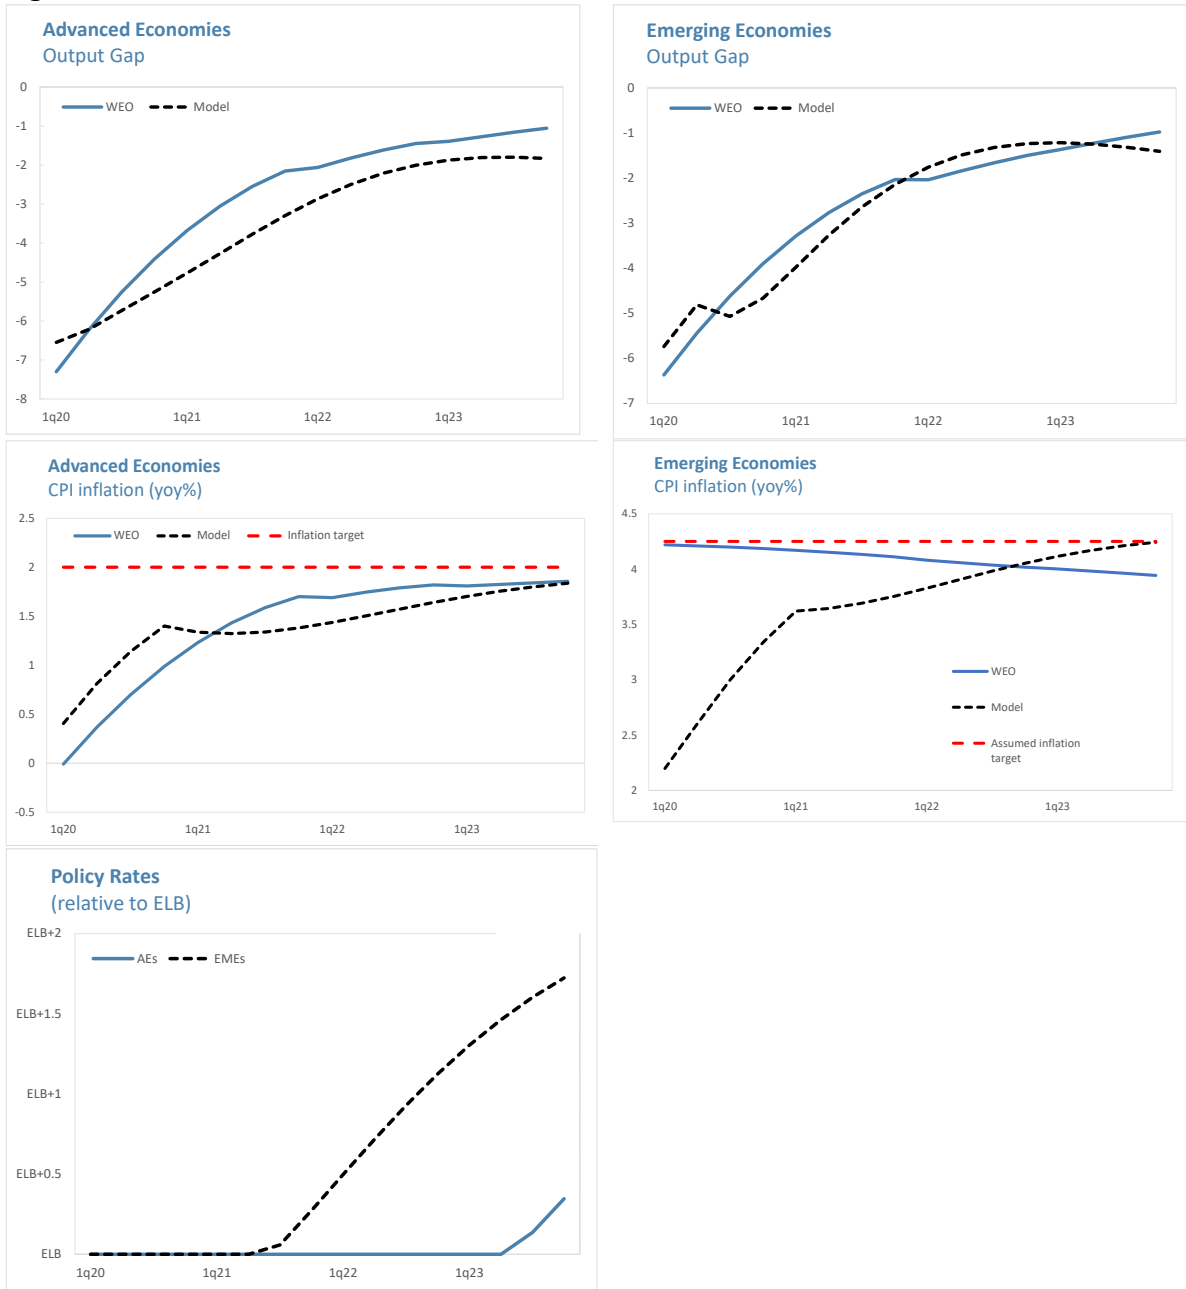 Advanced Economies
Output Gap
0
-1
-2
-3
-4
-5
-6
-7
-8
WEO Model
1q20 1q21 1q22 1q23
Emerging Economies
Output Gap
0
-1
-2
-3
-4
-5
-6
-7
WEO Model
1q20 1q21 1q22 1q23
Advanced Economies
CPI inflation (yoy%)
2.5
2
1.5
1
0.5
0
-0.5
WEO Model Inflation target
1q20 1q21 1q22 1q23
Emerging Economies
CPI inflation (yoy%)
4.5
4
3.5
3
2.5
2
WEO
Model
Assumed inflation
target
1q20 1q21 1q22 1q23
Policy Rates
(relative to ELB)
ELB+2
ELB+1.5
ELB+1
ELB+0.5
ELB
AEs EMEs
1q20 1q21 1q22 1q23